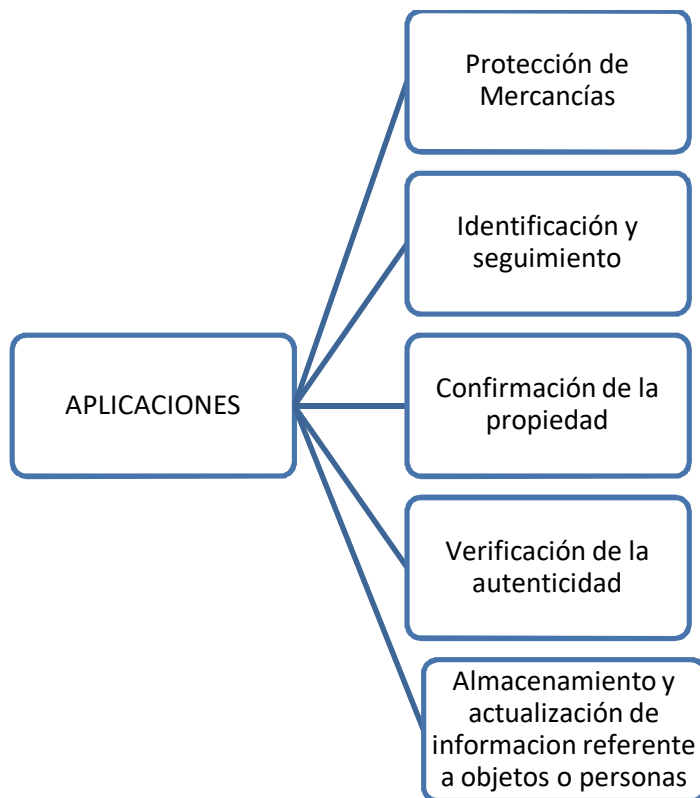 Protección de
Mercancías
Identificación y
seguimiento
APLICACIONES
Confirmación de la
propiedad
Verificación de la
autenticidad
Almacenamiento y
actualización de
informacion referente
a objetos o personas